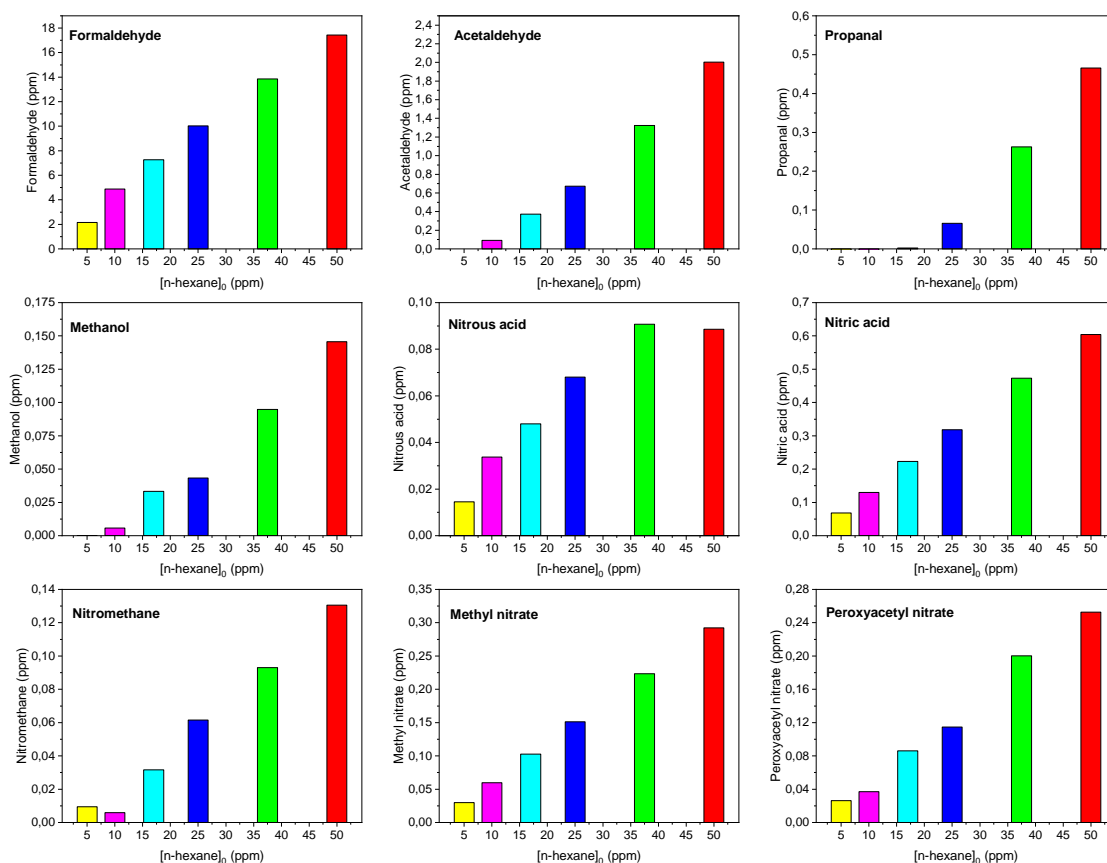 Formaldehyde
Formaldehyde (ppm)
18
16
14
12
10
8
6
4
2
0
5 10 15 20 25 30 35 40 45 50
[n-hexane]0 (ppm)
Acetaldehyde
Acetaldehyde (ppm)
2,4
2,2
2,0
1,8
1,6
1,4
1,2
1,0
0,8
0,6
0,4
0,2
0,0
5 10 15 20 25 30 35 40 45 50
[n-hexane]0 (ppm)
Propanal
Propanal (ppm)
0,6
0,5
0,4
0,3
0,2
0,1
0,0
5 10 15 20 25 30 35 40 45 50
[n-hexane]0 (ppm)
Methanol
Methanol (ppm)
0,175
0,150
0,125
0,100
0,075
0,050
0,025
0,000
5 10 15 20 25 30 35 40 45 50
[n-hexane]0 (ppm)
Nitrous acid
Nitrous acid (ppm)
0,10
0,08
0,06
0,04
0,02
0,00
5 10 15 20 25 30 35 40 45 50
[n-hexane]0 (ppm)
Nitric acid
Nitric acid (ppm)
0,7
0,6
0,5
0,4
0,3
0,2
0,1
0,0
5 10 15 20 25 30 35 40 45 50
[n-hexane]0 (ppm)
Nitromethane
Nitromethane (ppm)
0,14
0,12
0,10
0,08
0,06
0,04
0,02
0,00
5 10 15 20 25 30 35 40 45 50
[n-hexane]0 (ppm)
Methyl nitrate
Methyl nitrate (ppm)
0,35
0,30
0,25
0,20
0,15
0,10
0,05
0,00
5 10 15 20 25 30 35 40 45 50
[n-hexane]0 (ppm)
Peroxyacetyl nitrate
Peroxyacetyl nitrate (ppm)
0,28
0,24
0,20
0,16
0,12
0,08
0,04
0,00
5 10 15 20 25 30 35 40 45 50
[n-hexane]0 (ppm)